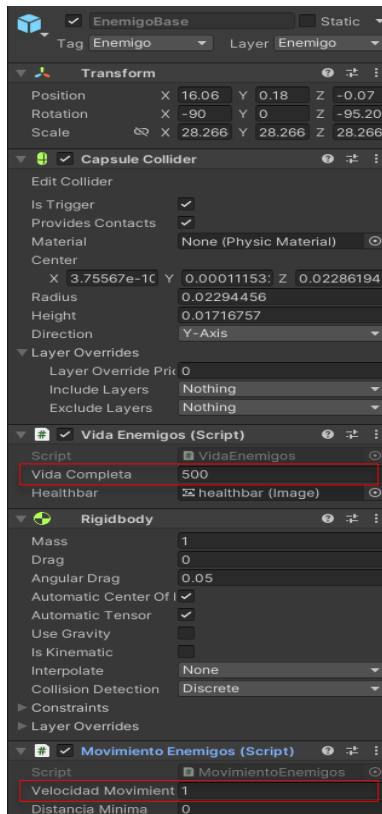 EnemigoBase Static
Tag Enemigo Layer Enemigo
Transform
Position X 16.06 Y 0.18 Z -0.07
Rotation X -90 Y 0 Z -95.20
Scale X 28.266 Y 28.266 Z 28.266
Capsule Collider
Edit Collider
Is Trigger
Provides Contacts
Material None (Physic Material)
Center
X 3.75567e-10 Y 0.00011153: Z 0.02286194
Radius 0.02294456
Height 0.01716757
Direction Y-Axis
Layer Overrides
Layer Override Pric 0
Include Layers Nothing
Exclude Layers Nothing
# Vida Enemigos (Script)
Script VidaEnemigos
Vida Completa 500
Healthbar healthbar (Image)
Rigidbody
Mass 1
Drag 0
Angular Drag 0.05
Automatic Center Of I
Automatic Tensor
Use Gravity
Is Kinematic
Interpolate None
Collision Detection Discrete
Constraints
Layer Overrides
# Movimiento Enemigos (Script)
Script MovimientoEnemigos
Velocidad Movimient 1
Distancia Minima 0